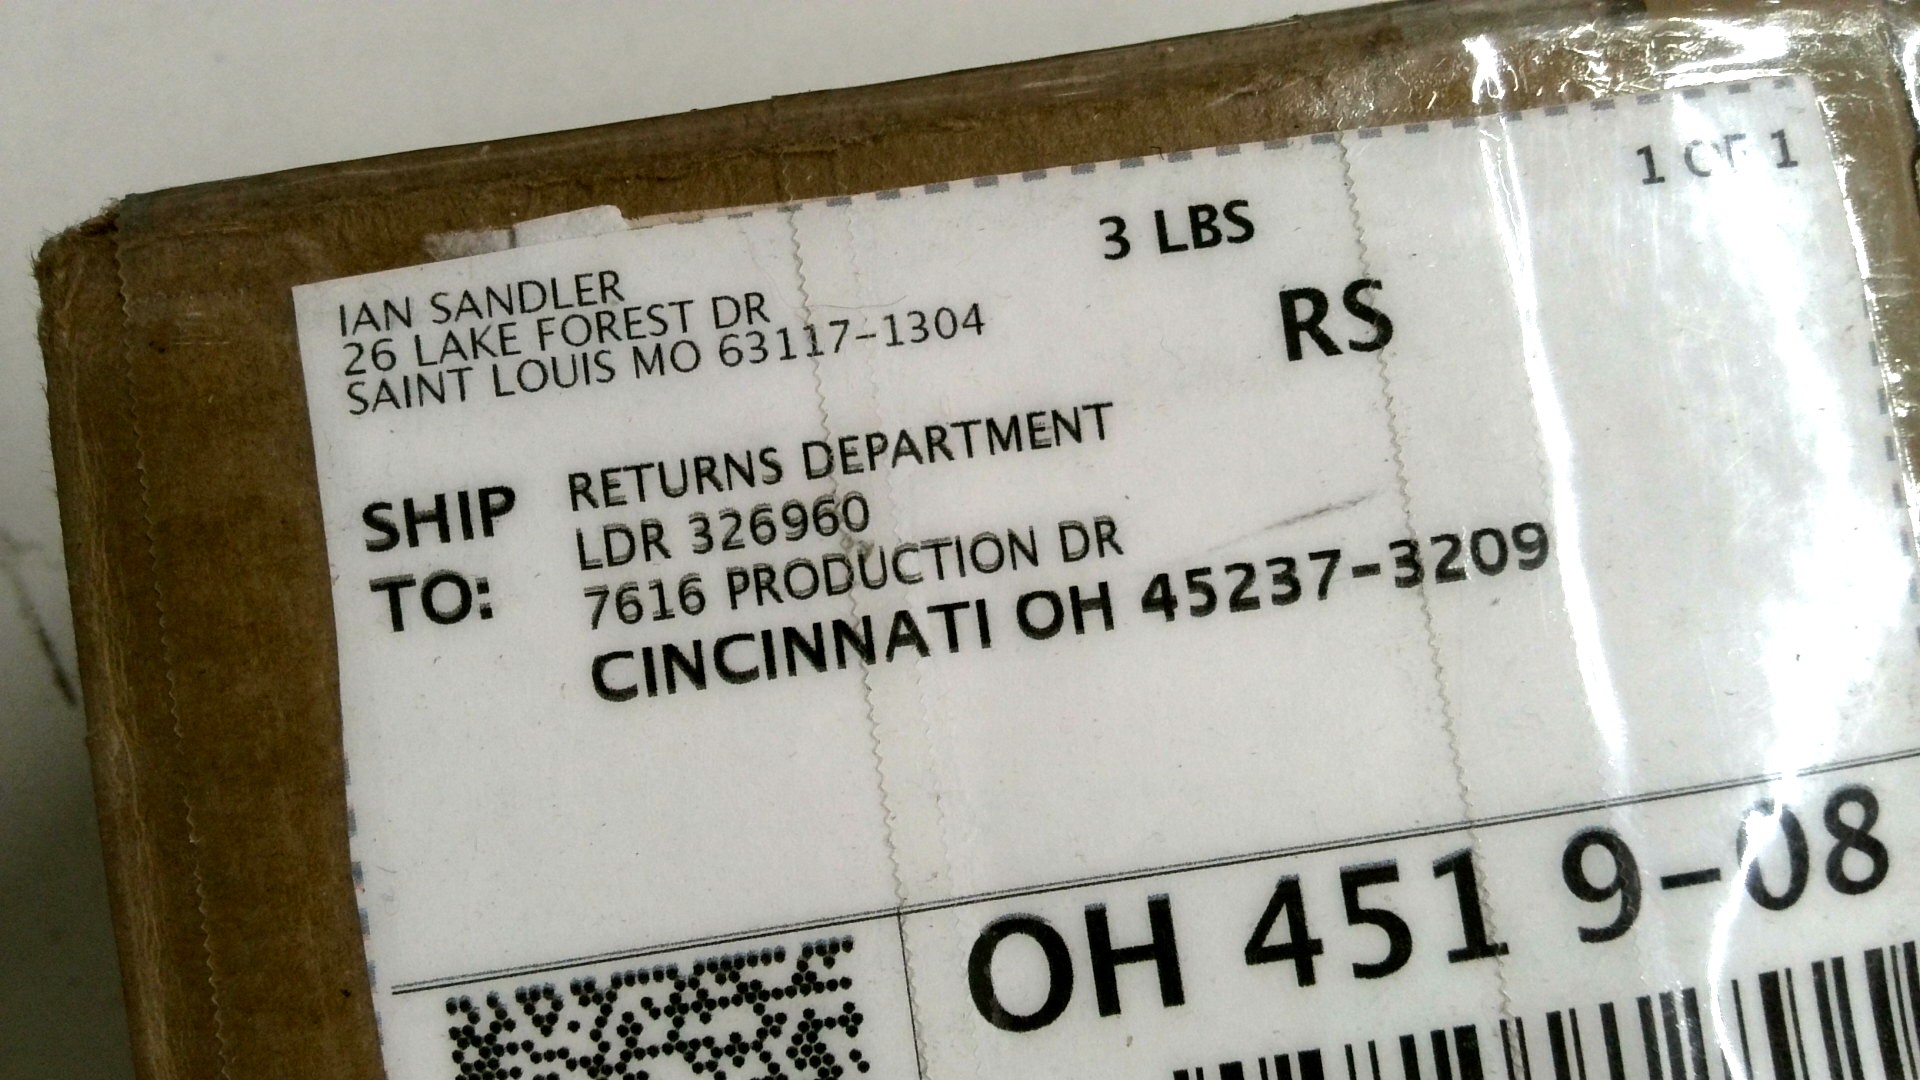 1 OF 1
3 LBS
RS
IAN SANDLER
26 LAKE FOREST DR
SAINT LOUIS MO 63117-1304
SHIP TO:
RETURNS DEPARTMENT
LDR 326960
7616 PRODUCTION DR
CINCINNATI OH 45237-3209
OH 451 9-08